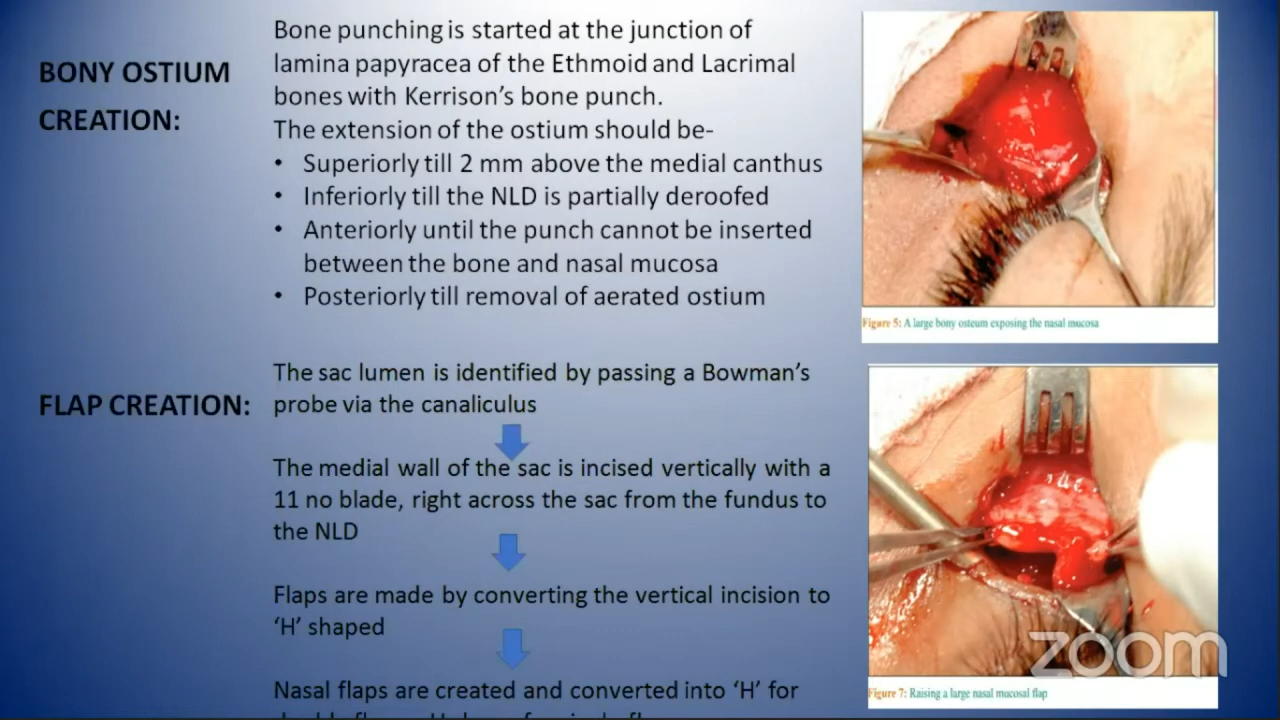 BONY OSTIUM
CREATION:
Bone punching is started at the junction of
lamina papyracea of the Ethmoid and Lacrimal
bones with Kerrison's bone punch.
The extension of the ostium should be-
• Superiorly till 2 mm above the medial canthus
• Inferiorly till the NLD is partially deroofed
• Anteriorly until the punch cannot be inserted
between the bone and nasal mucosa
• Posteriorly till removal of aerated ostium
Figure 5: A large bony osteum exposing the nasal mucosa
FLAP CREATION:
The sac lumen is identified by passing a Bowman's
probe via the canaliculus
The medial wall of the sac is incised vertically with a
11 no blade, right across the sac from the fundus to
the NLD
Flaps are made by converting the vertical incision to
'H' shaped
Nasal flaps are created and converted into 'H' for
zoom
Figure 7: Raising a large nasal mucosal flap